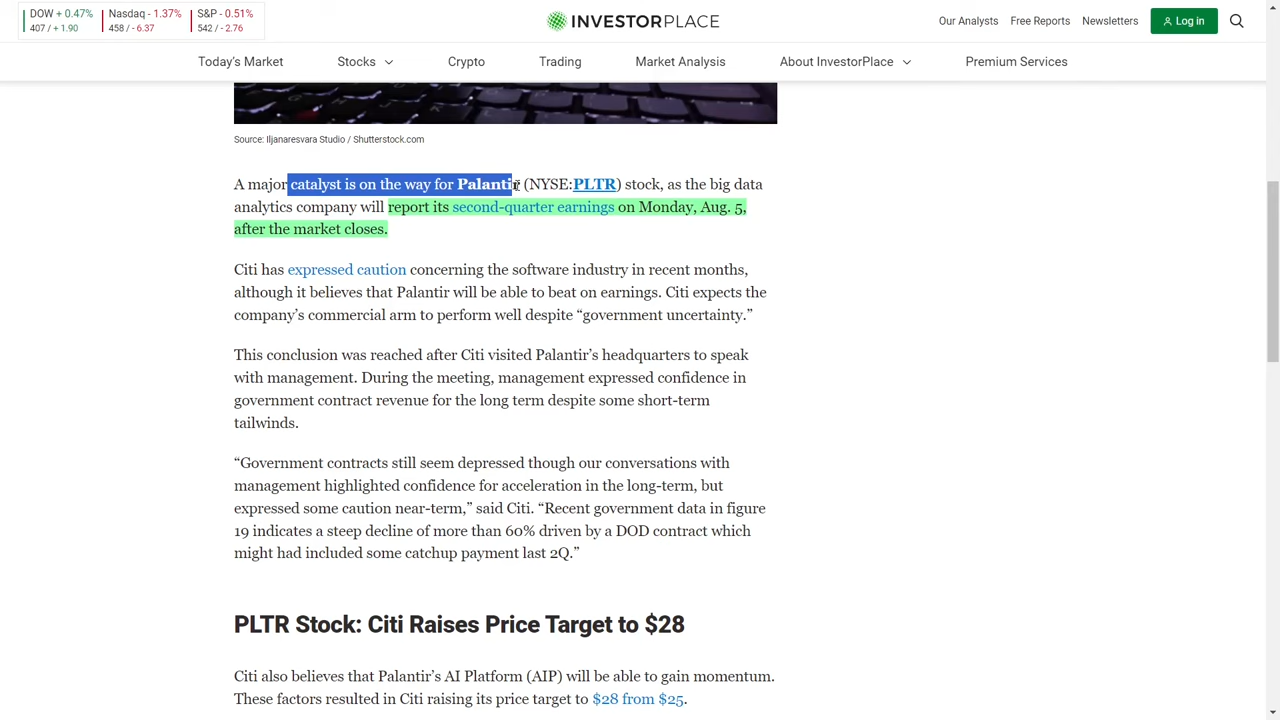 DOW + 0.47%
407 / + 1.90
Nasdaq - 1.37%
458 / - 6.37
S&P - 0.51%
542 / - 2.76
INVESTORPLACE
Our Analysts
Free Reports
Newsletters
Log in
Today's Market
Stocks
Crypto
Trading
Market Analysis
About InvestorPlace
Premium Services
Source: Iljanaresvara Studio / Shutterstock.com
A major catalyst is on the way for Palantir (NYSE:PLTR) stock, as the big data
analytics company will report its second-quarter earnings on Monday, Aug. 5,
after the market closes.
Citi has expressed caution concerning the software industry in recent months,
although it believes that Palantir will be able to beat on earnings. Citi expects the
company’s commercial arm to perform well despite “government uncertainty.”
This conclusion was reached after Citi visited Palantir’s headquarters to speak
with management. During the meeting, management expressed confidence in
government contract revenue for the long term despite some short-term
tailwinds.
“Government contracts still seem depressed though our conversations with
management highlighted confidence for acceleration in the long-term, but
expressed some caution near-term,” said Citi. “Recent government data in figure
19 indicates a steep decline of more than 60% driven by a DOD contract which
might had included some catchup payment last 2Q.”
PLTR Stock: Citi Raises Price Target to $28
Citi also believes that Palantir’s AI Platform (AIP) will be able to gain momentum.
These factors resulted in Citi raising its price target to $28 from $25.